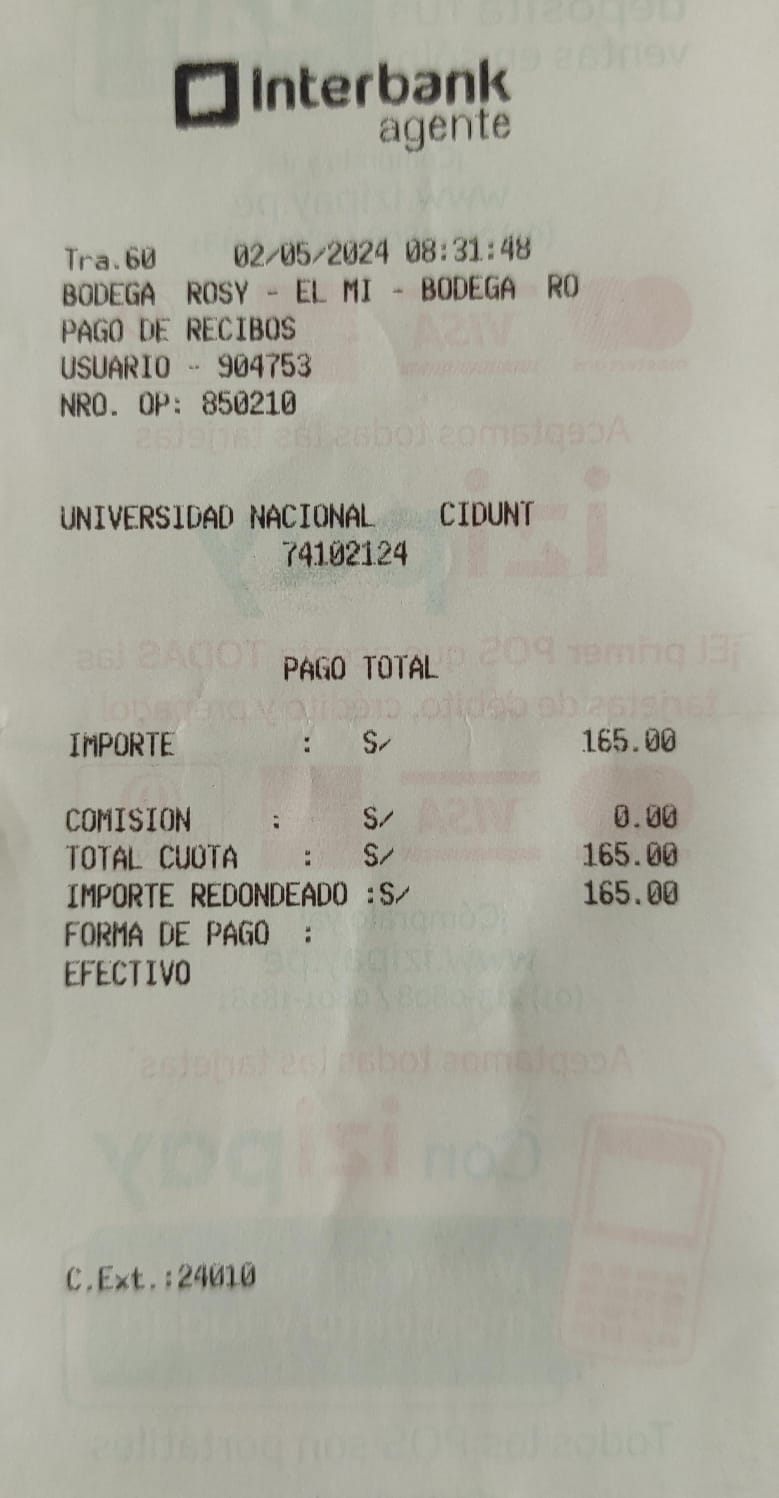 Interbank
agente
Tra.60 02/05/2024 08:31:48
BODEGA ROSY - EL MI - BODEGA RO
PAGO DE RECIBOS
USUARIO - 904753
NRO. OP: 850210
UNIVERSIDAD NACIONAL CIDUNT
74102124
PAGO TOTAL
IMPORTE : S/ 165.00
COMISION : S/ 0.00
TOTAL CUOTA : S/ 165.00
IMPORTE REDONDEADO :S/ 165.00
FORMA DE PAGO :
EFECTIVO
C.Ext.:24010